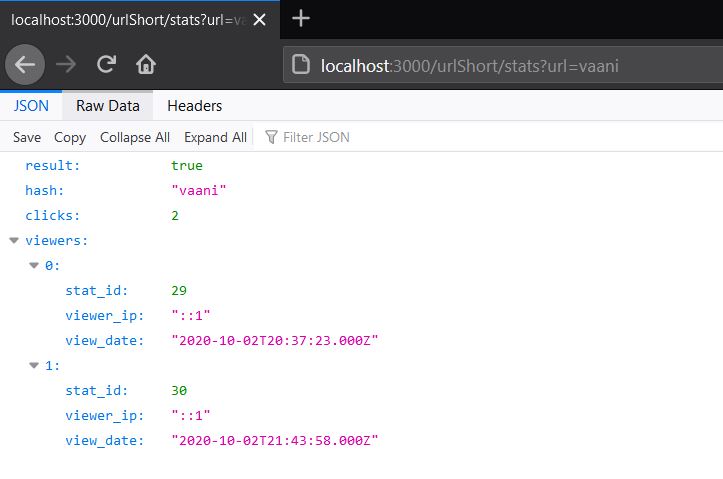 localhost:3000/urlShort/stats?url=va
localhost:3000/urlShort/stats?url=vaani
JSON Raw Data Headers
Save Copy Collapse All Expand All Filter JSON
result: true
hash: "vaani"
clicks: 2
viewers:
0:
stat_id: 29
viewer_ip: "::1"
view_date: "2020-10-02T20:37:23.000Z"
1:
stat_id: 30
viewer_ip: "::1"
view_date: "2020-10-02T21:43:58.000Z"